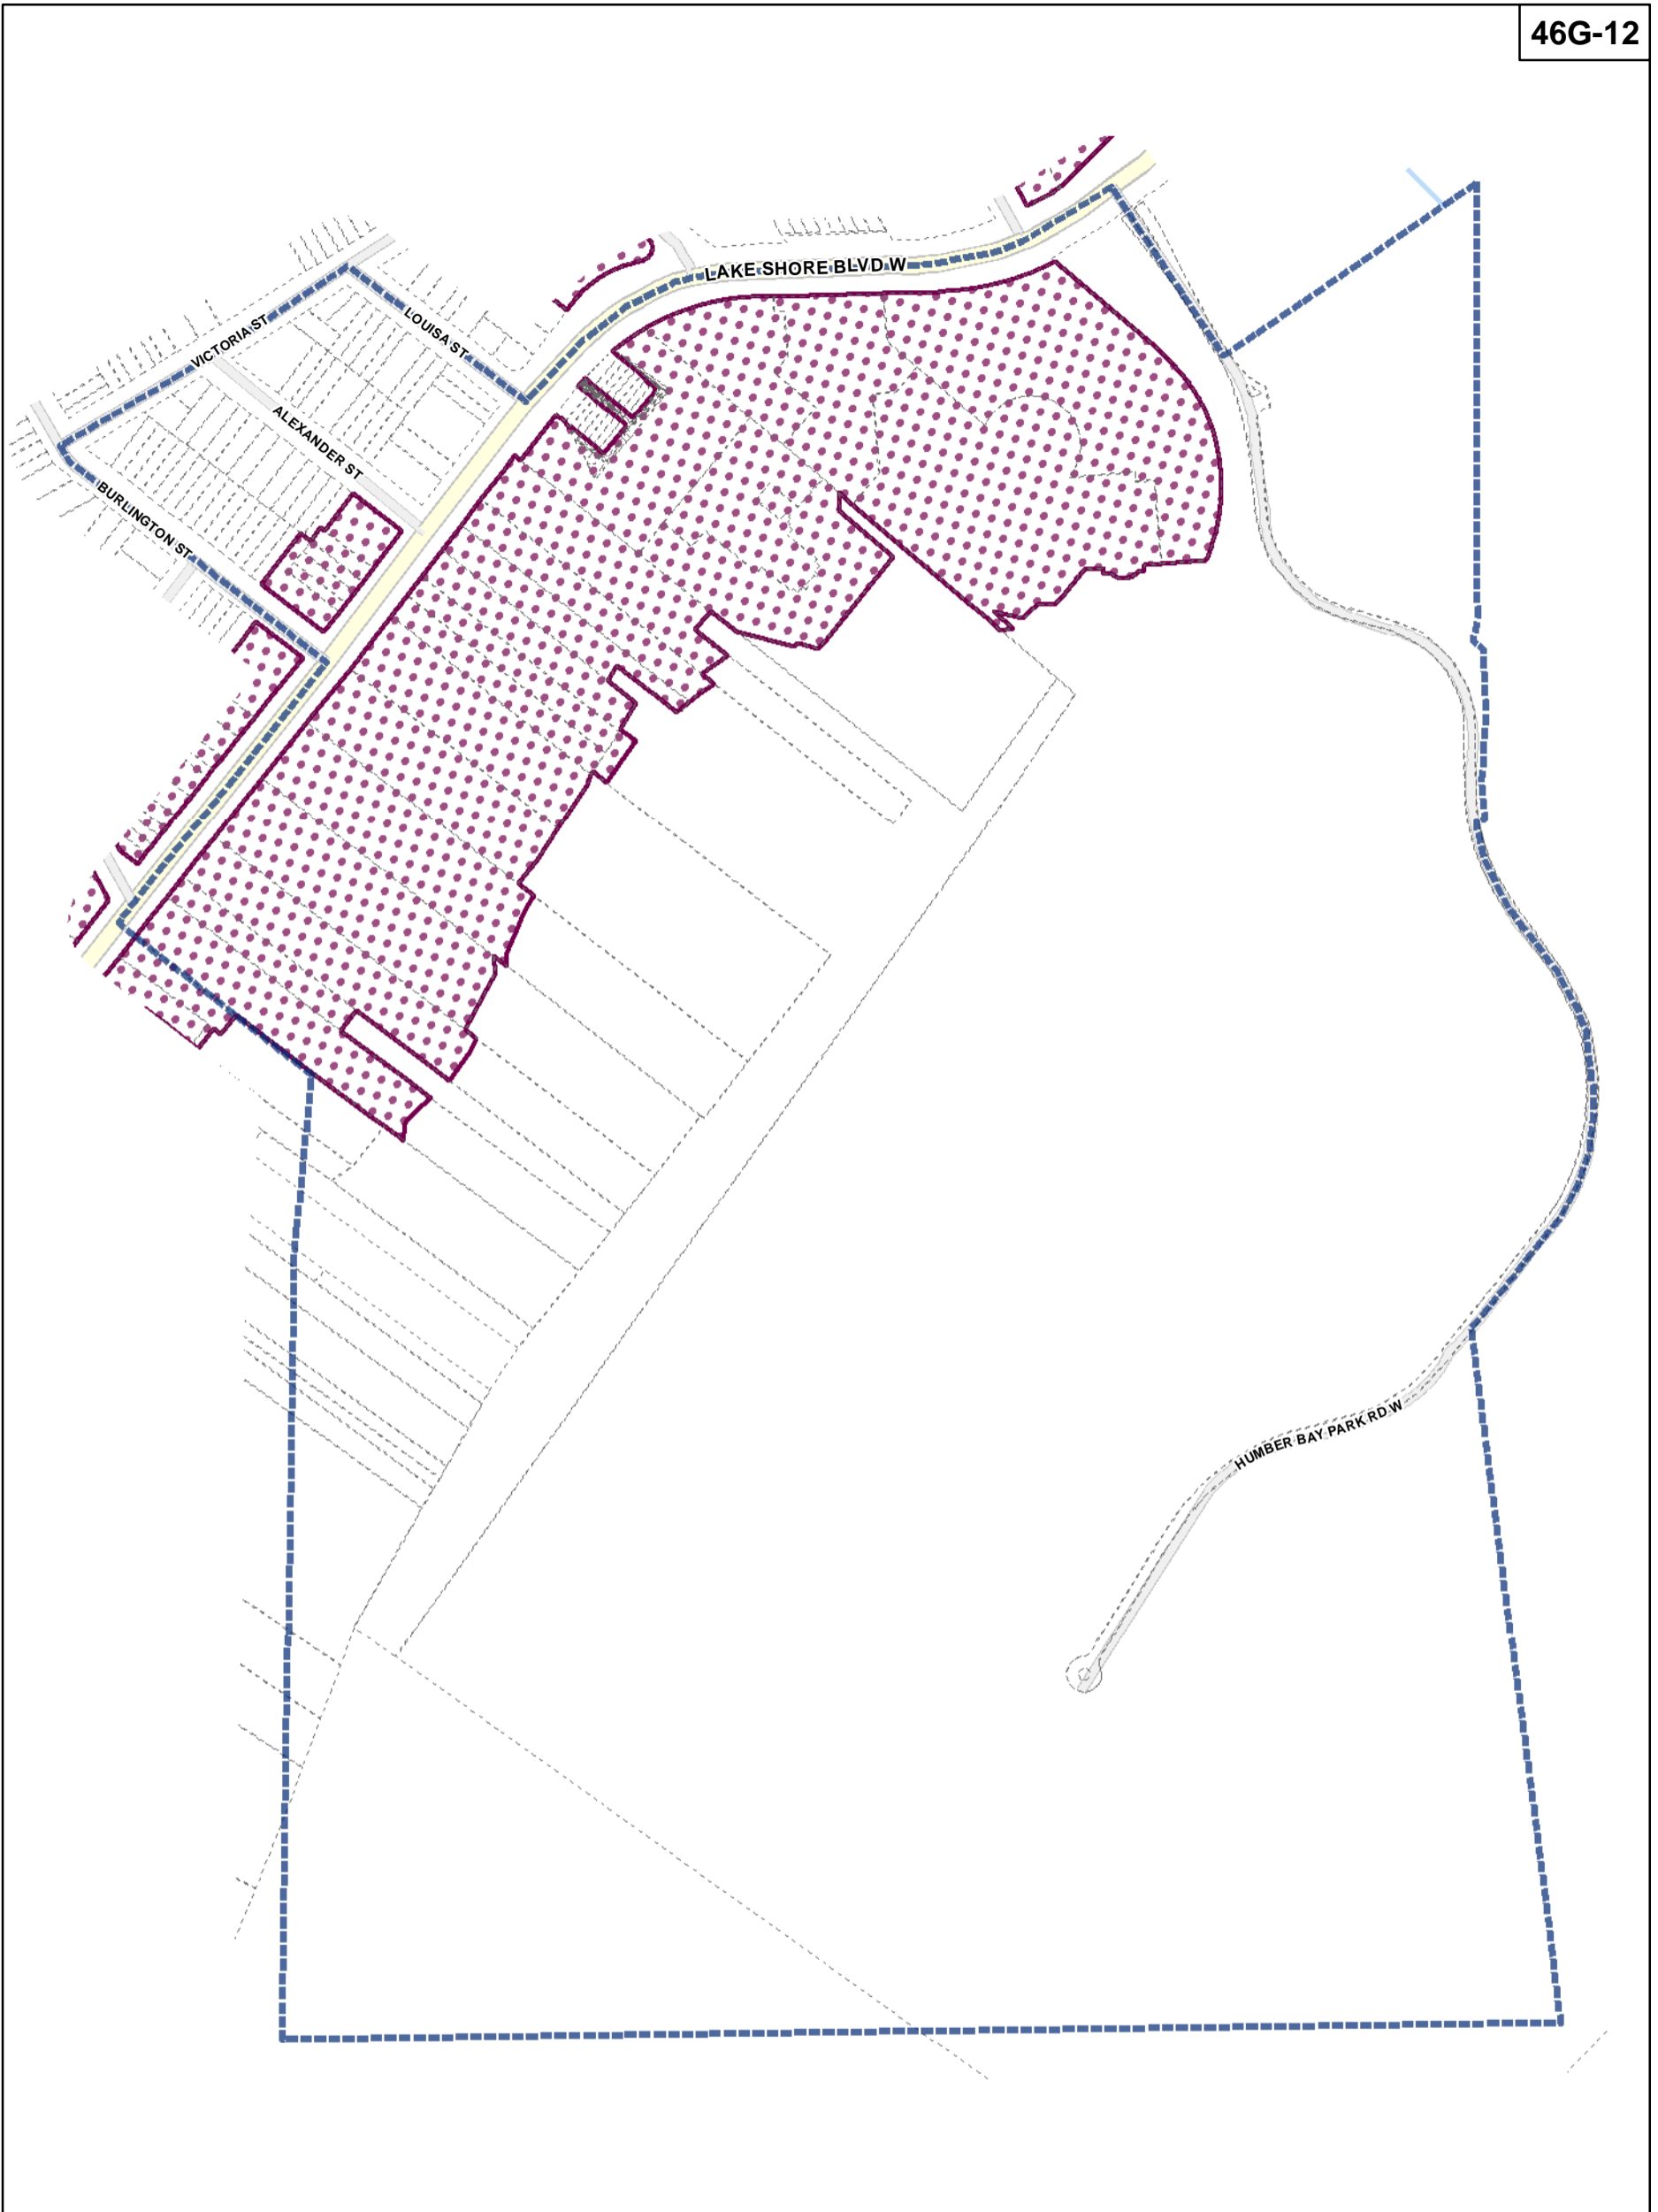 46G-12
LAKE SHORE BLVD W
VICTORIA ST
LOUISA ST
ALEXANDER ST
BURLINGTON ST
HUMBER BAY PARK RD W